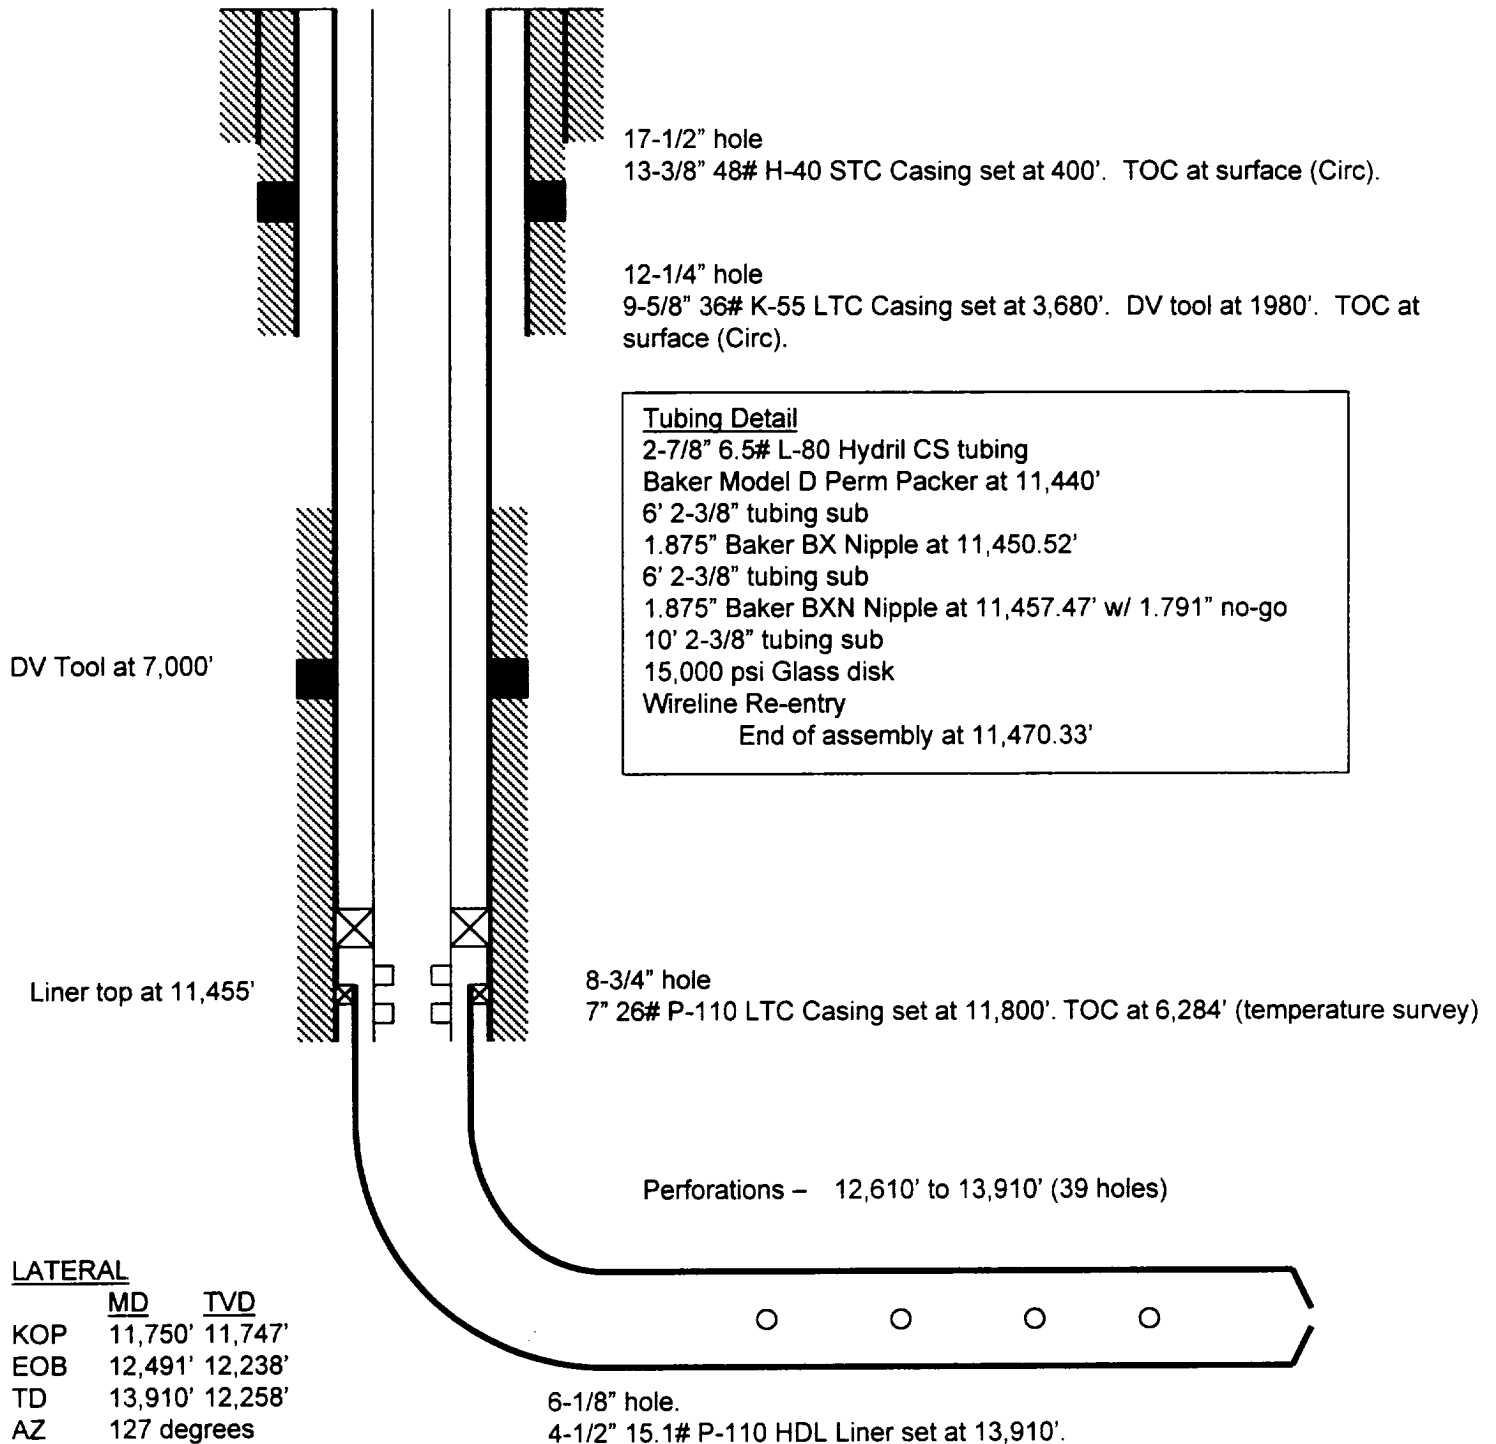 17-1/2” hole
13-3/8” 48# H-40 STC Casing set at 400’. TOC at surface (Circ).
12-1/4” hole
9-5/8” 36# K-55 LTC Casing set at 3,680’. DV tool at 1980’. TOC at
surface (Circ).
Tubing Detail
2-7/8” 6.5# L-80 Hydril CS tubing
Baker Model D Perm Packer at 11,440’
6’ 2-3/8” tubing sub
1.875” Baker BX Nipple at 11,450.52’
6’ 2-3/8” tubing sub
1.875” Baker BXN Nipple at 11,457.47’ w/ 1.791” no-go
10’ 2-3/8” tubing sub
15,000 psi Glass disk
Wireline Re-entry
End of assembly at 11,470.33’
DV Tool at 7,000’
Liner top at 11,455’
8-3/4” hole
7” 26# P-110 LTC Casing set at 11,800’. TOC at 6,284’ (temperature survey)
Perforations – 12,610’ to 13,910’ (39 holes)
LATERAL
MD TVD
KOP 11,750’ 11,747’
EOB 12,491’ 12,238’
TD 13,910’ 12,258’
AZ 127 degrees
6-1/8” hole.
4-1/2” 15.1# P-110 HDL Liner set at 13,910’.